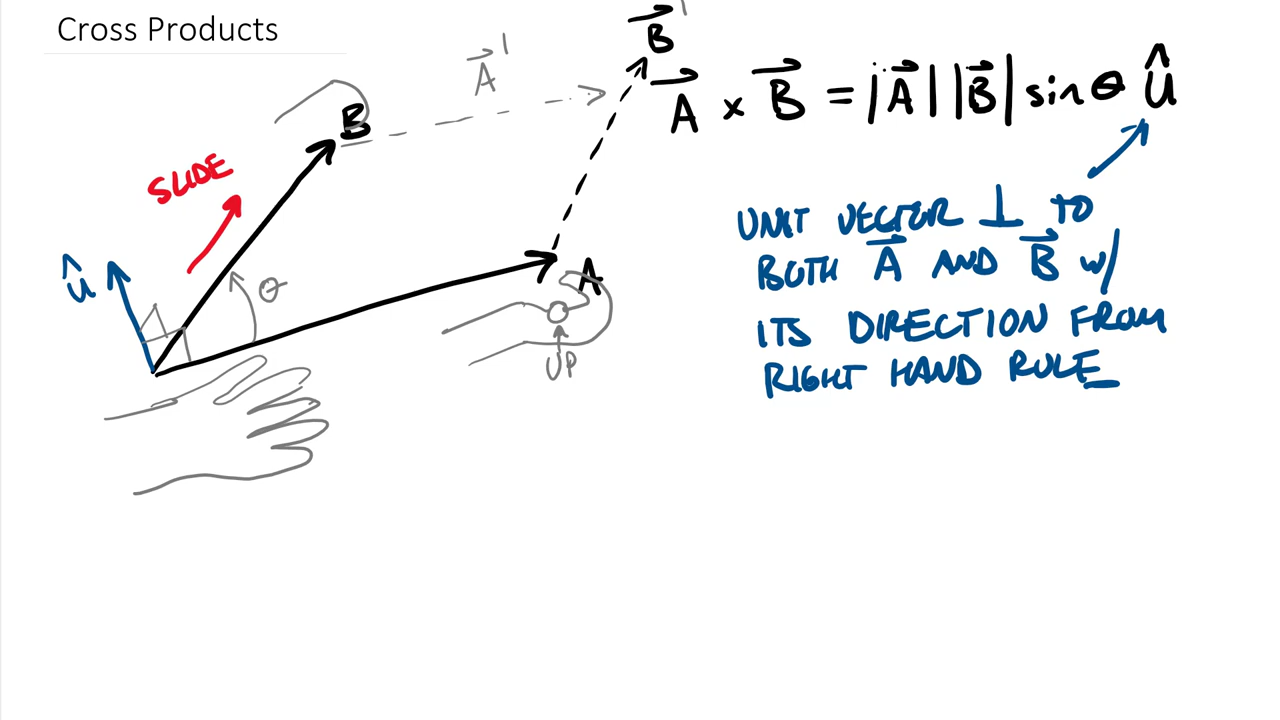 Cross Products
B⃗'
A⃗'
A⃗ × B⃗ = |A⃗| |B⃗| sin θ û
B
SLIDE
UNIT VECTOR ⊥ TO
BOTH A⃗ AND B⃗ w/
ITS DIRECTION FROM
RIGHT HAND RULE
û
θ
A
UP